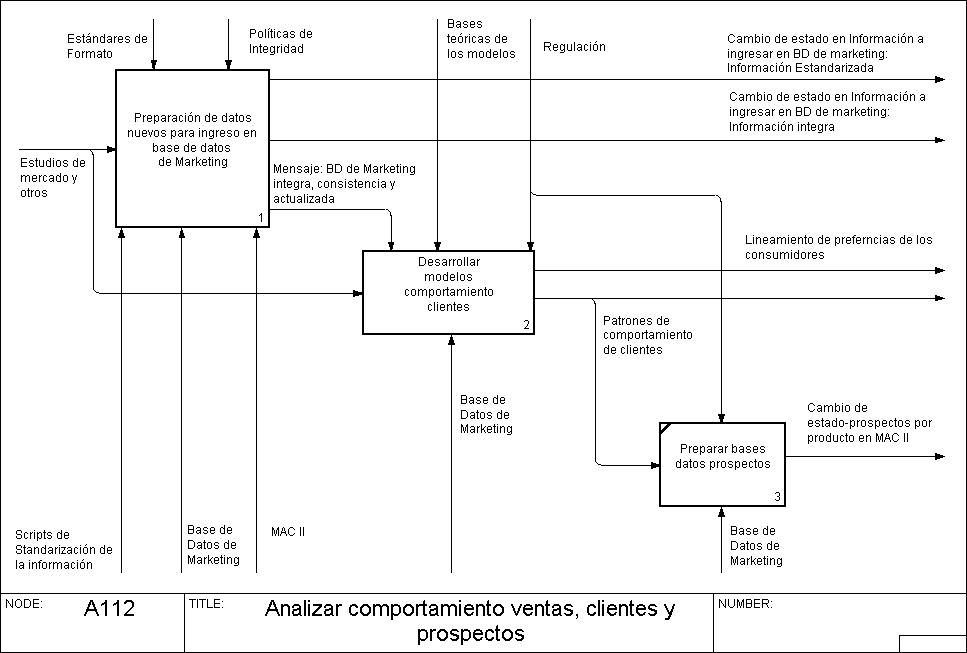 Estándares de
Formato
Políticas de
Integridad
Bases
teóricas de
los modelos
Regulación
Cambio de estado en Información a
ingresar en BD de marketing:
Información Estandarizada
Cambio de estado en Información a
ingresar en BD de marketing:
Información integra
Preparación de datos
nuevos para ingreso en
base de datos
de Marketing
1
Estudios de
mercado y
otros
Mensaje: BD de Marketing
integra, consistencia y
actualizada
Lineamiento de preferncias de los
consumidores
Desarrollar
modelos
comportamiento
clientes
2
Patrones de
comportamiento
de clientes
Base de
Datos de
Marketing
Cambio de
estado-prospectos por
producto en MAC II
Preparar bases
datos prospectos
3
Scripts de
Standarización de
la información
Base de
Datos de
Marketing
MAC II
Base de
Datos de
Marketing
NODE:
A112
TITLE:
Analizar comportamiento ventas, clientes y
prospectos
NUMBER: